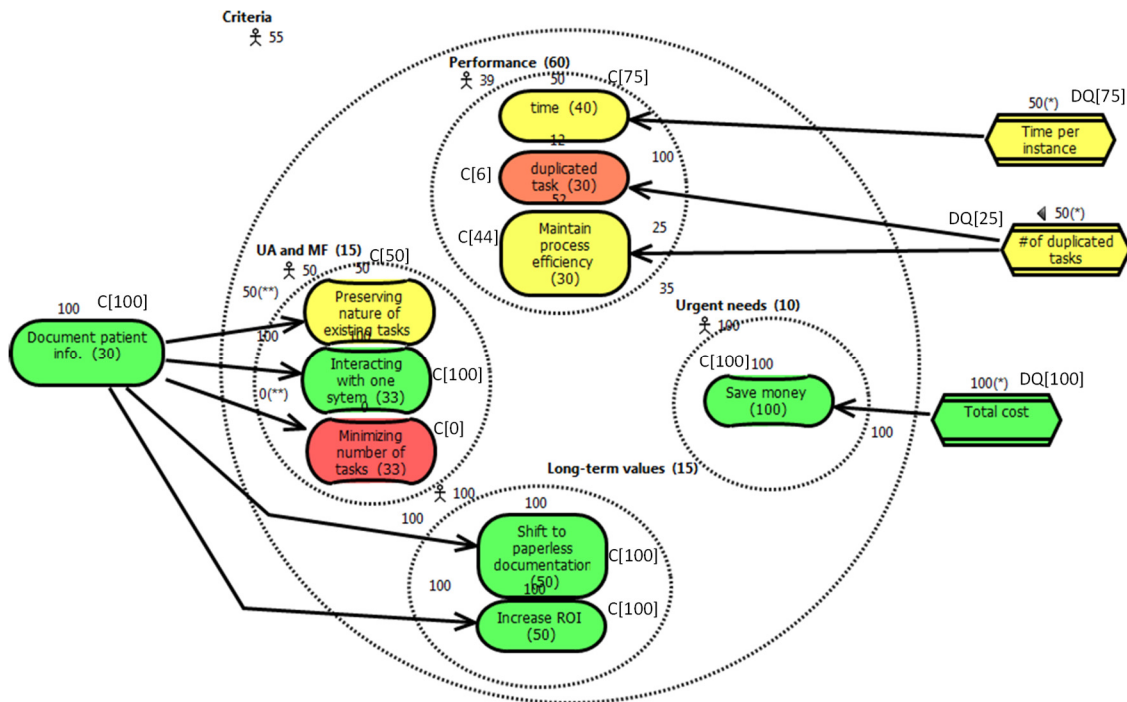 Criteria
55
Performance (60)
39
50
C[75]
time (40)
50(*)
DQ[75]
Time per
instance
12
100
C[6]
duplicated
task (30)
52
DQ[25]
50(*)
#of duplicated
tasks
C[44]
Maintain
process
efficiency
(30)
25
35
UA and MF (15)
50
50
C[50]
50(**)
Preserving
nature of
existing tasks
100
C[100]
Document patient
info. (30)
100
100
Interacting
with one
sytem (33)
C[100]
0(**)
0
Minimizing
number of
tasks (33)
C[0]
Urgent needs (10)
100
C[100]
100
Save money
(100)
100
100(*)
DQ[100]
Total cost
Long-term values (15)
100
100
100
Shift to
paperless
documentation
(50)
C[100]
100
100
Increase ROI
(50)
C[100]